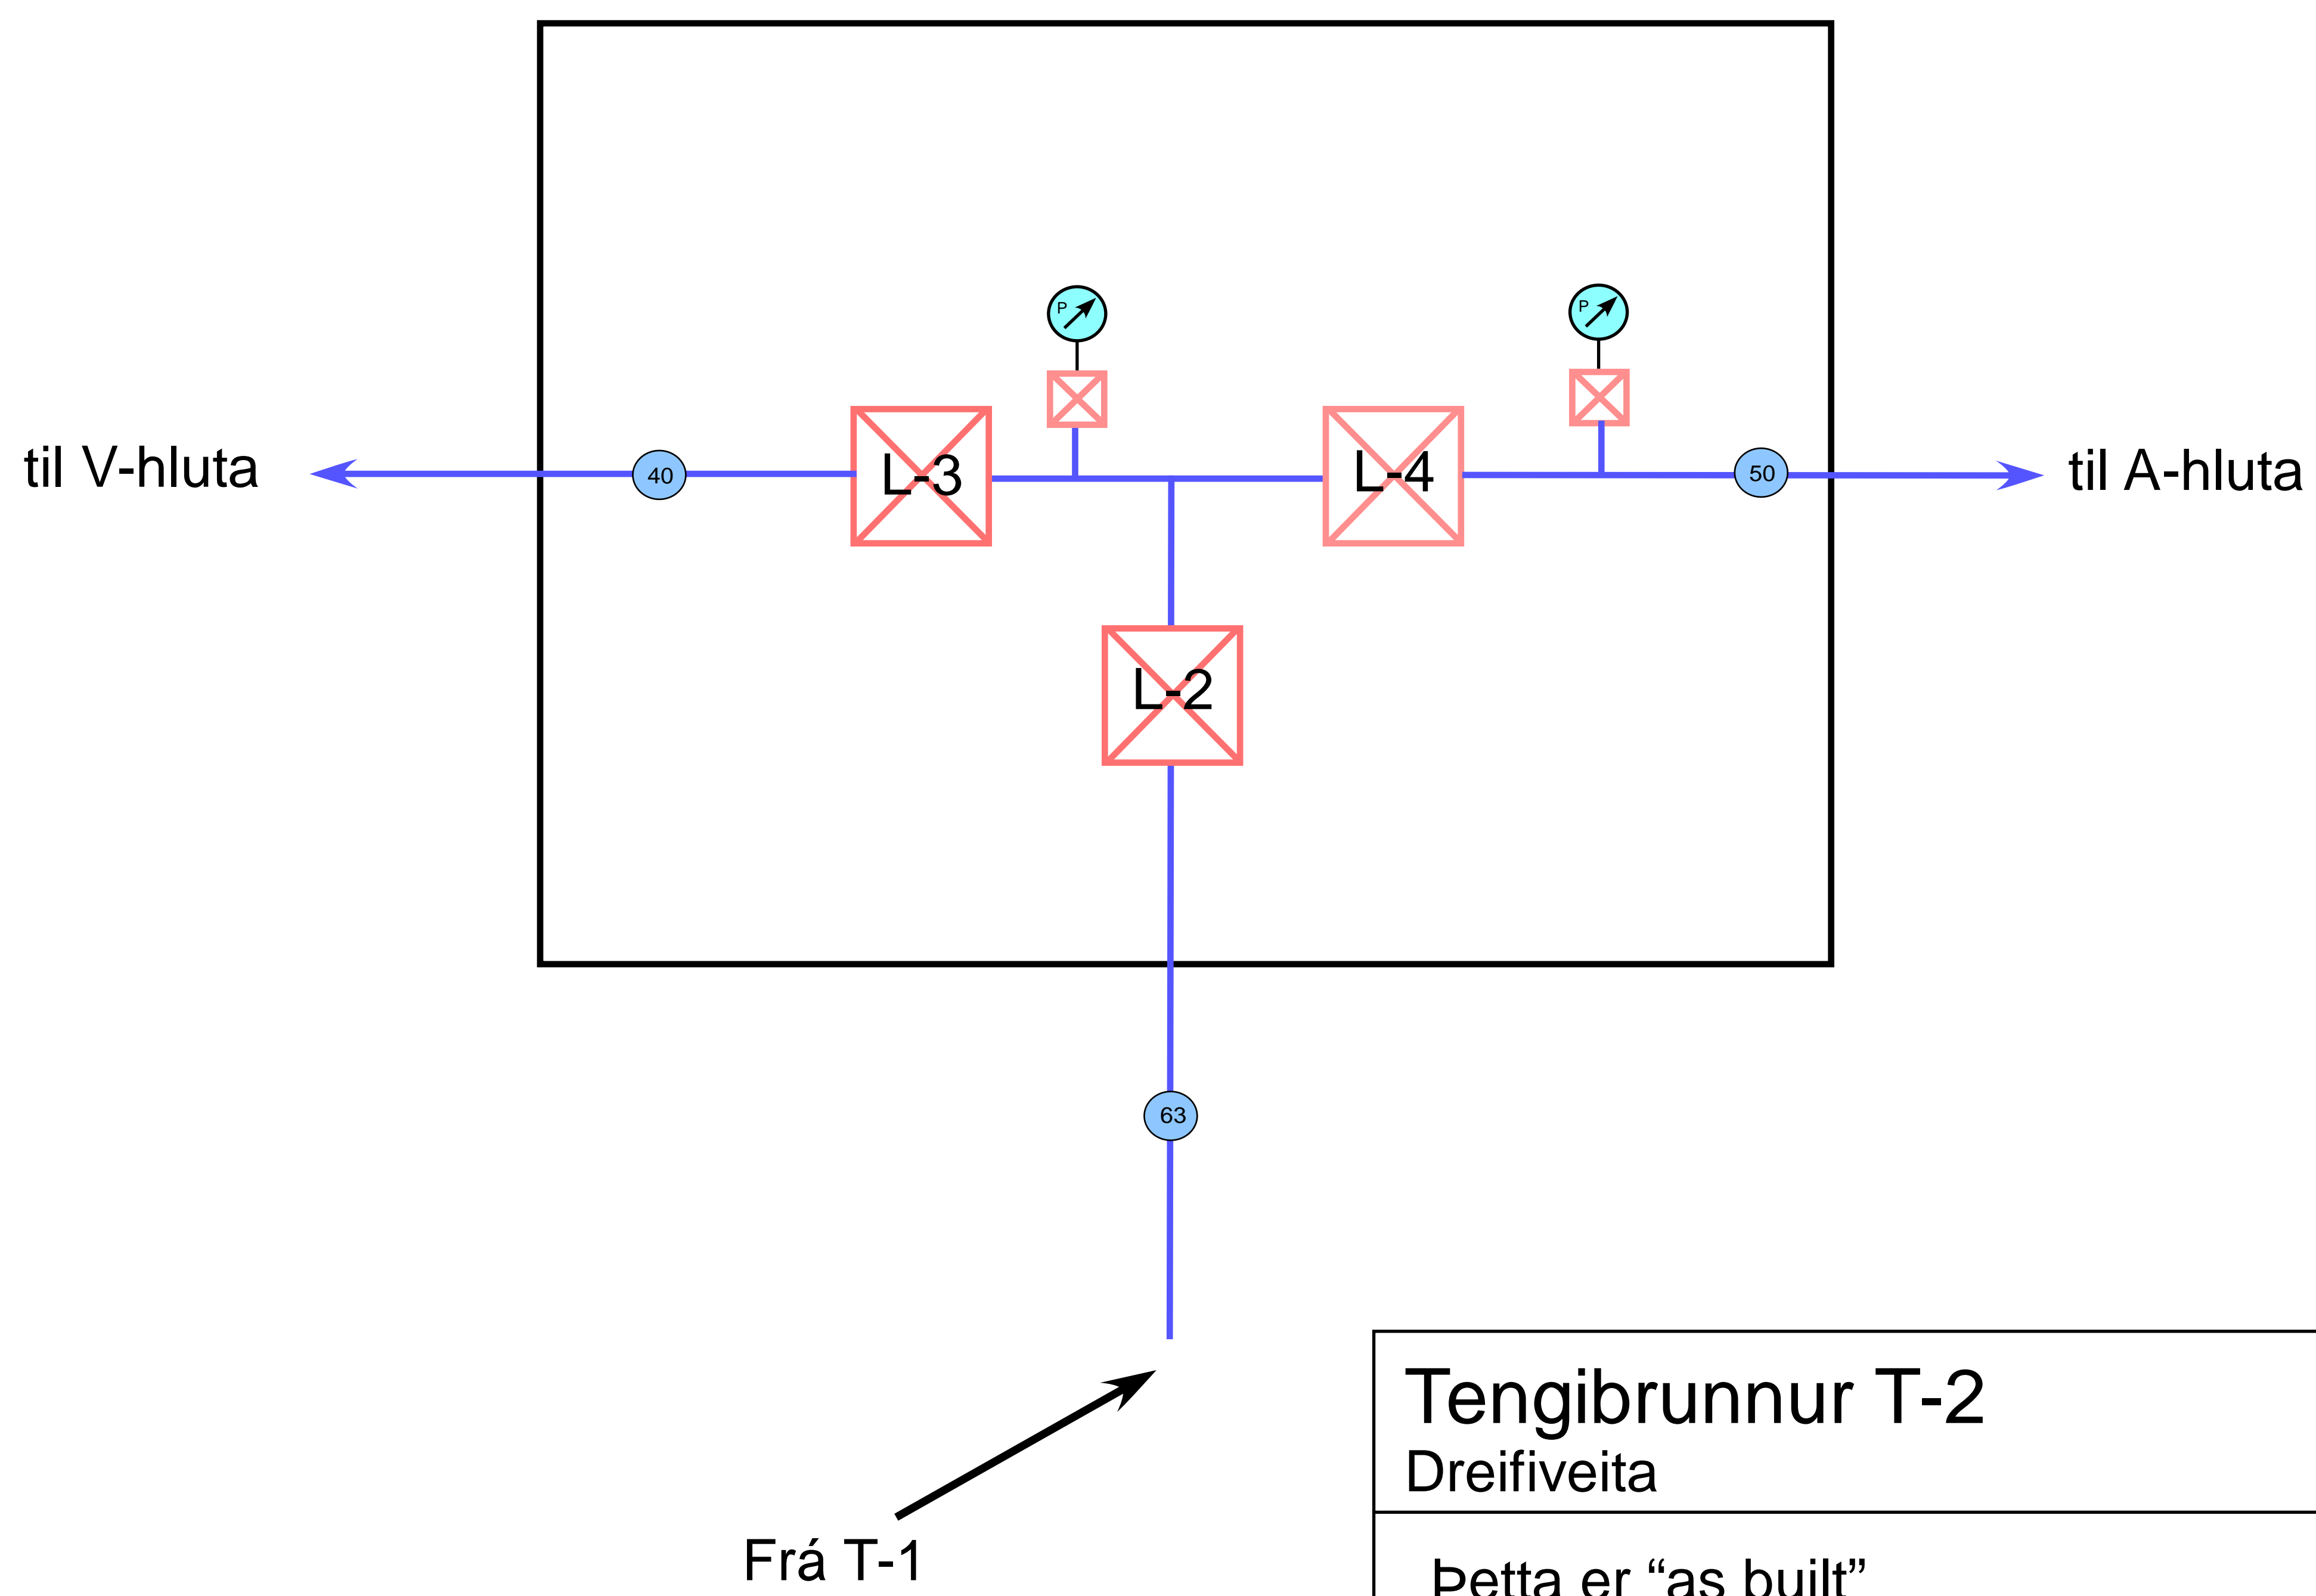 P
P
til V-hluta
40
L-3
L-4
50
til A-hluta
L-2
63
Tengibrunnur T-2
Dreifiveita
Frá T-1
Þetta er “as built”